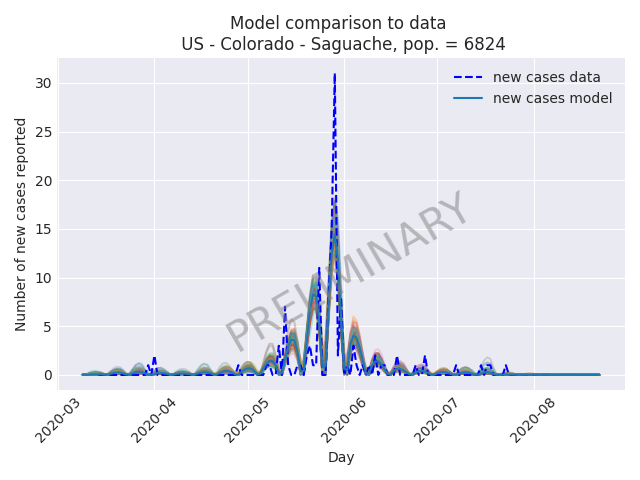 Model comparison to data
US - Colorado - Saguache, pop. = 6824
new cases data
new cases model
Number of new cases reported
30
25
20
15
10
5
0
PRELIMINARY
2020-03
2020-04
2020-05
2020-06
2020-07
2020-08
Day